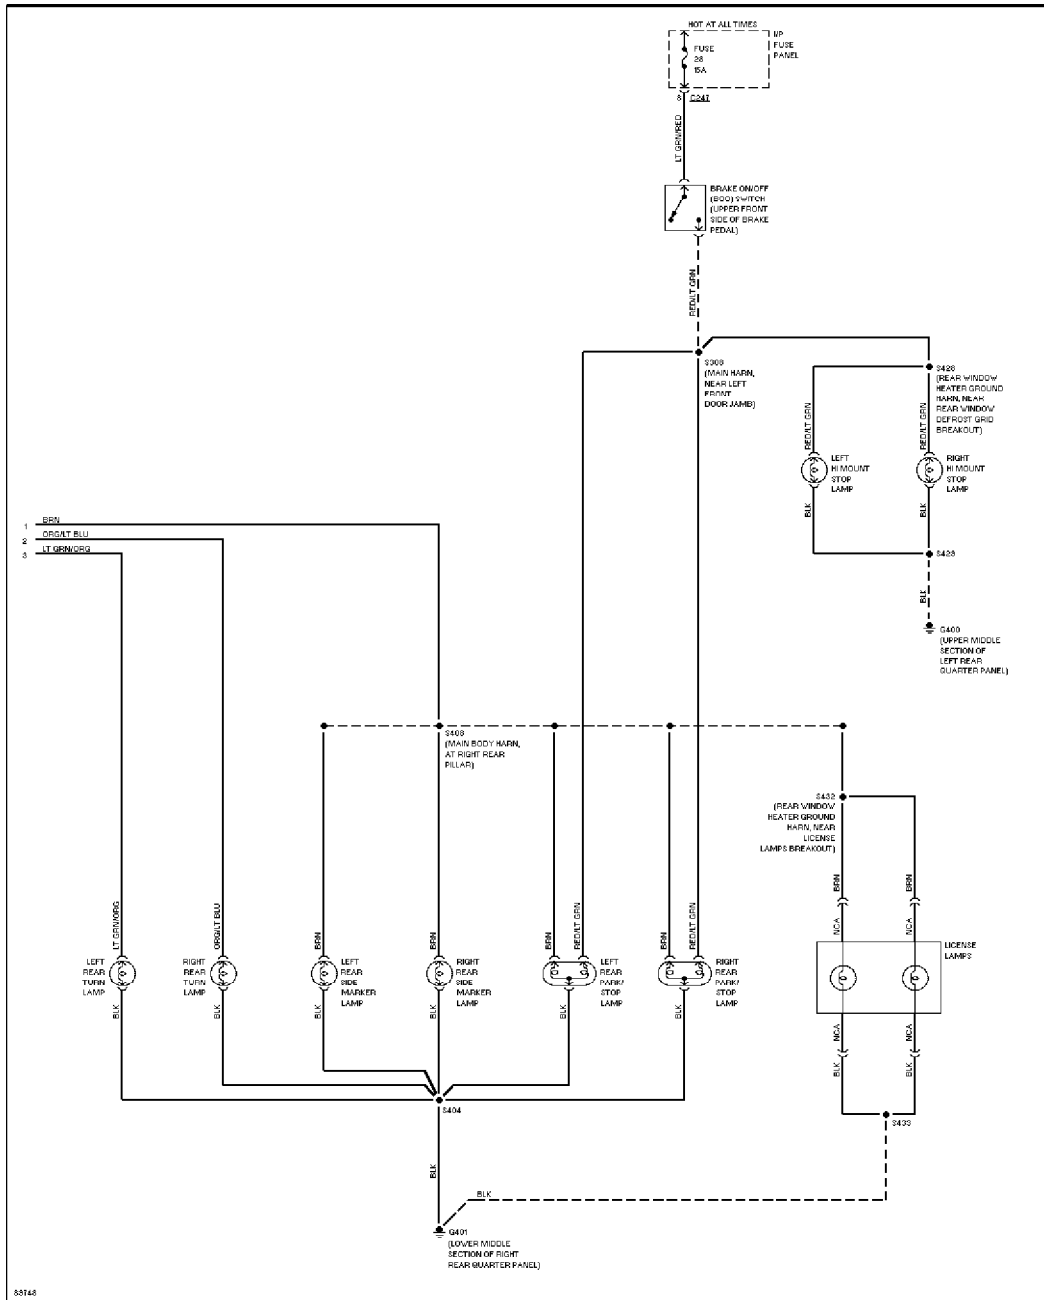 HOT AT ALL TIMES
I/P
FUSE
PANEL
FUSE
28
15A
8 C247
LT GRN/RED
BRAKE ON/OFF
(BOO) SWITCH
(UPPER FRONT
SIDE OF BRAKE
PEDAL)
RED/LT GRN
S308
(MAIN HARN,
NEAR LEFT
FRONT
DOOR JAMB)
S428
(REAR WINDOW
HEATER GROUND
HARN, NEAR
REAR WINDOW
DEFROST GRID
BREAKOUT)
RED/LT GRN
RED/LT GRN
LEFT
HI MOUNT
STOP
LAMP
RIGHT
HI MOUNT
STOP
LAMP
BLK
BLK
S423
BLK
G400
(UPPER MIDDLE
SECTION OF
LEFT REAR
QUARTER PANEL)
1 BRN
2 ORG/LT BLU
3 LT GRN/ORG
S408
(MAIN BODY HARN,
AT RIGHT REAR
PILLAR)
S432
(REAR WINDOW
HEATER GROUND
HARN, NEAR
LICENSE
LAMPS BREAKOUT)
BRN
BRN
NCA
NCA
LICENSE
LAMPS
LT GRN/ORG
ORG/LT BLU
BRN
BRN
BRN
RED/LT GRN
BRN
RED/LT GRN
LEFT
REAR
TURN
LAMP
RIGHT
REAR
TURN
LAMP
LEFT
REAR
SIDE
MARKER
LAMP
RIGHT
REAR
SIDE
MARKER
LAMP
LEFT
REAR
PARK/
STOP
LAMP
RIGHT
REAR
PARK/
STOP
LAMP
BLK
BLK
BLK
BLK
BLK
BLK
NCA
NCA
BLK
BLK
S404
S433
BLK
BLK
G401
(LOWER MIDDLE
SECTION OF RIGHT
REAR QUARTER PANEL)
83748